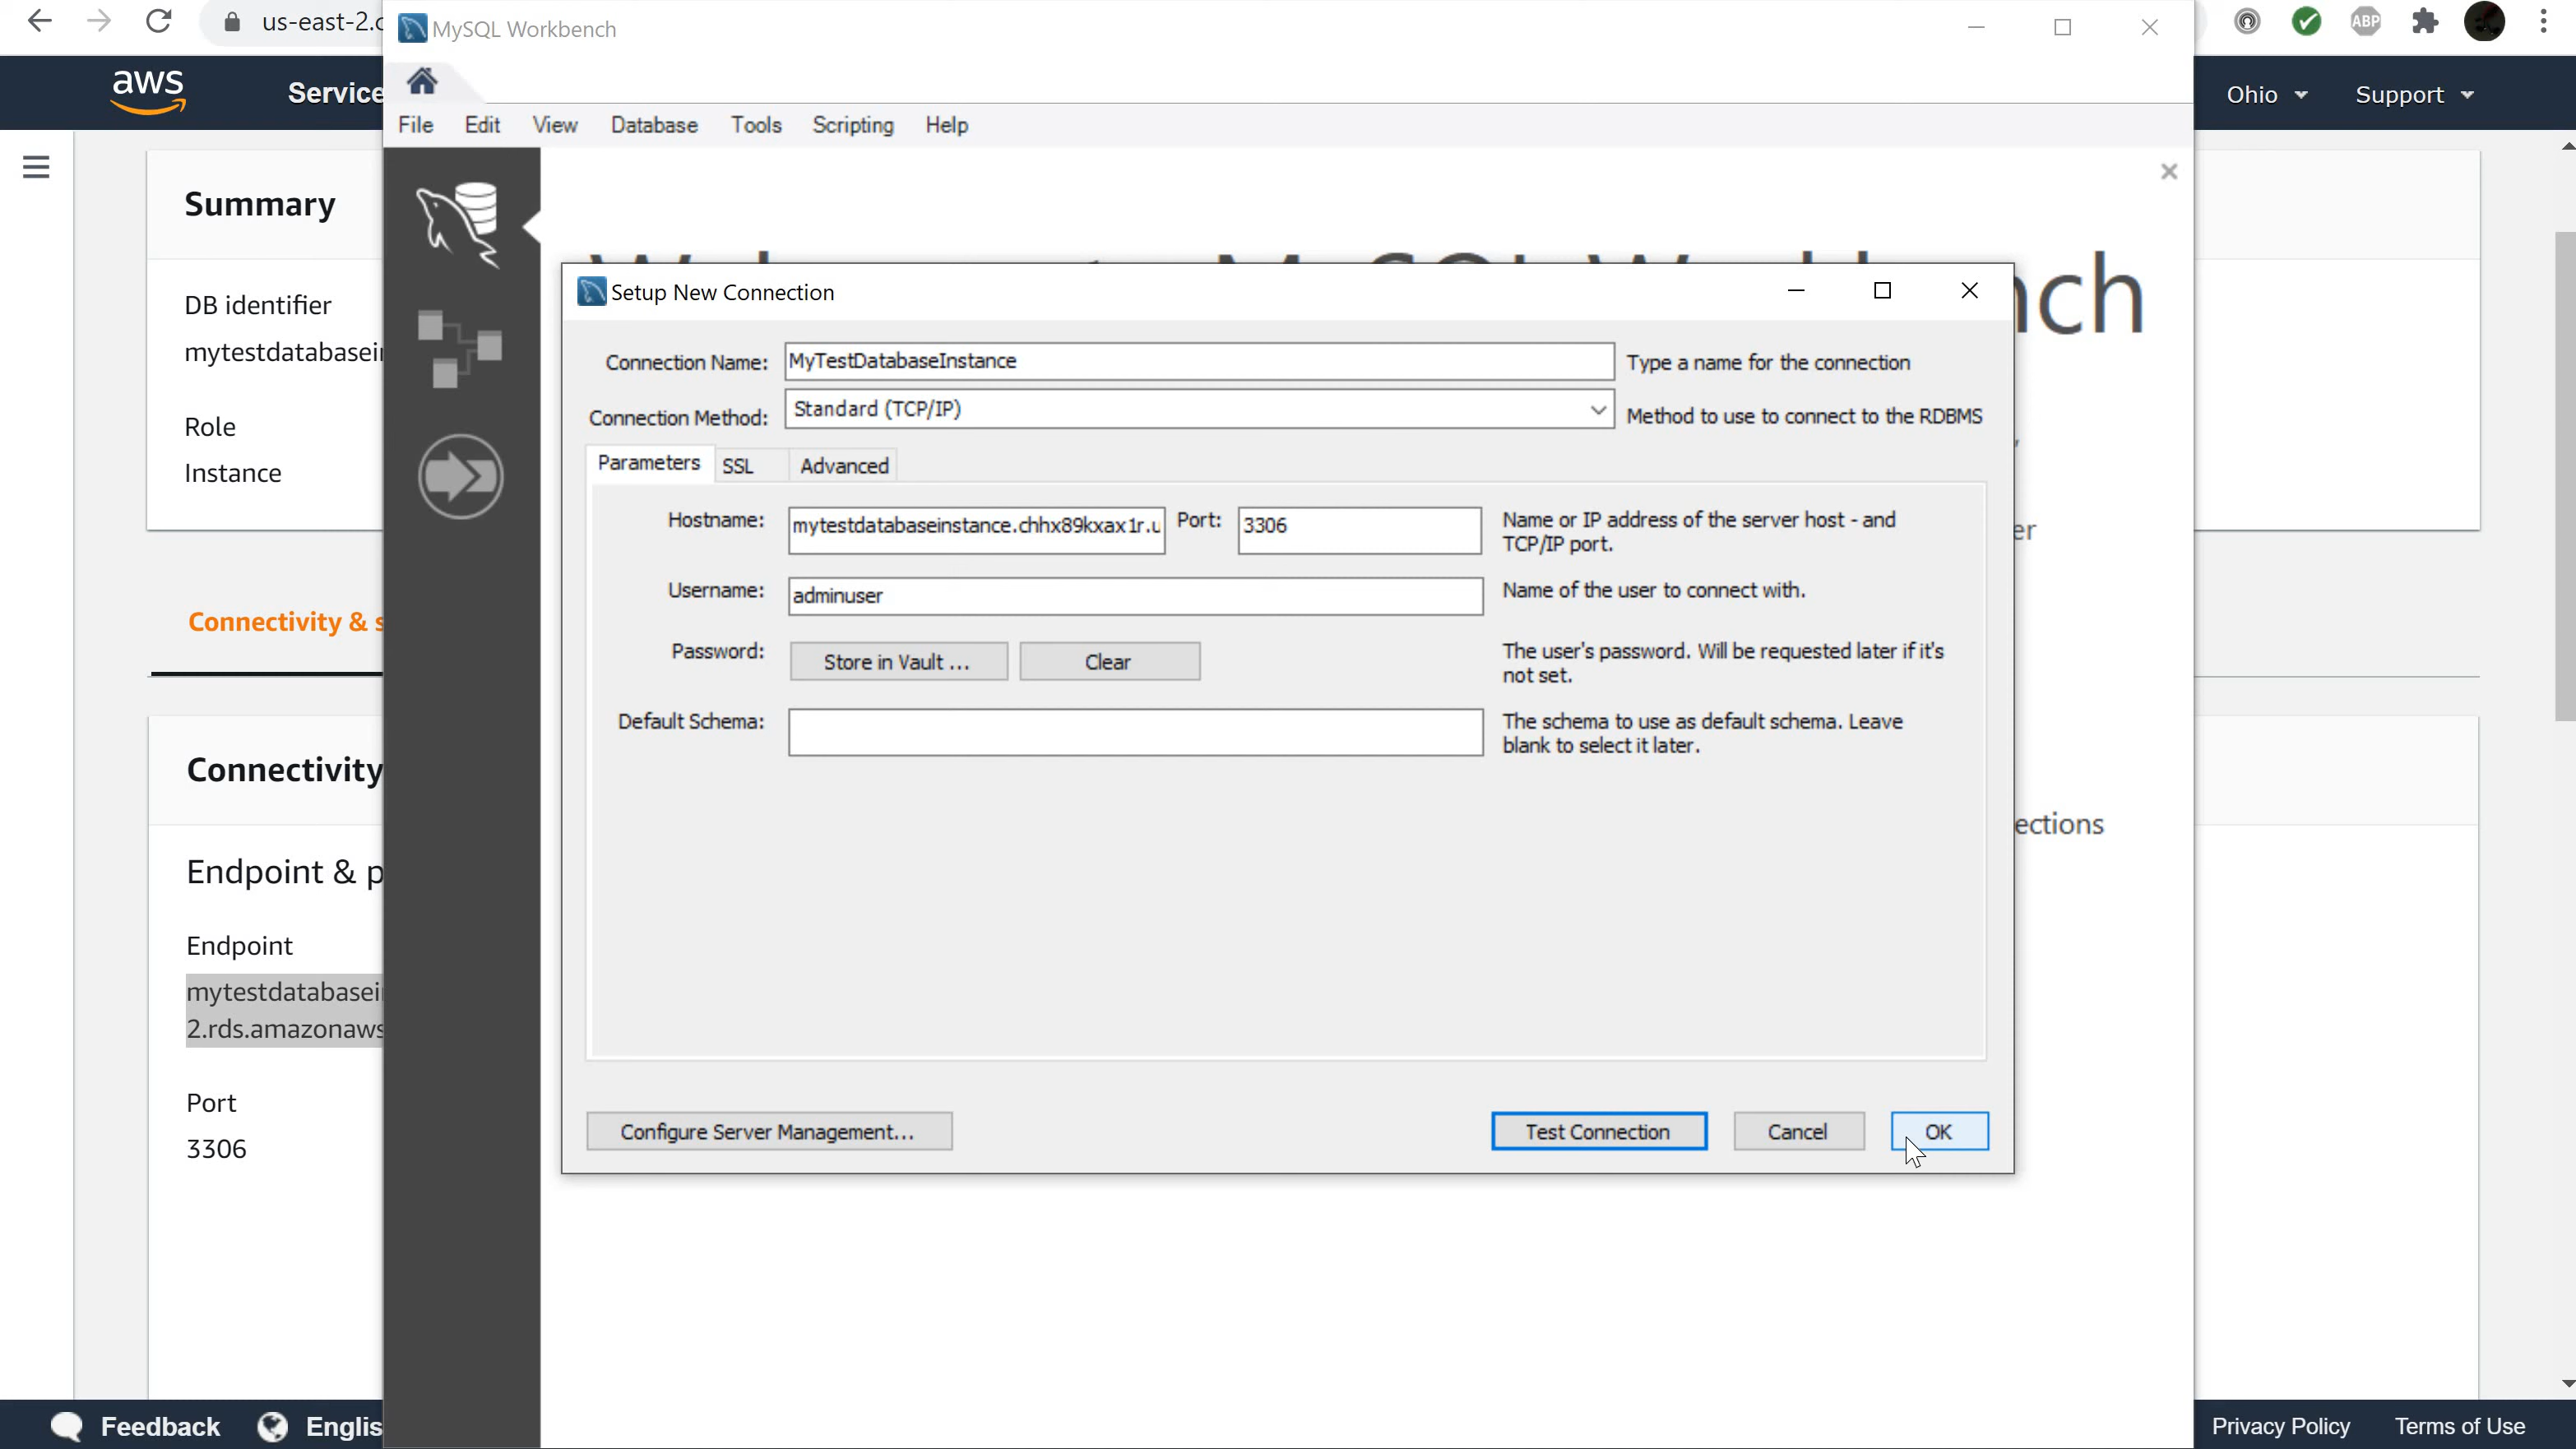 us-east-2.c
MySQL Workbench
aws
Service
Ohio
Support
ABP
File Edit View Database Tools Scripting Help
Summary
DB identifier
mytestdatabasei
Role
Instance
Connectivity & s
Connectivity
Endpoint & p
Endpoint
mytestdatabasei
2.rds.amazonaws
Port
3306
nch
er
ections
Setup New Connection
Connection Name: MyTestDatabaseInstance Type a name for the connection
Connection Method: Standard (TCP/IP) Method to use to connect to the RDBMS
Parameters SSL Advanced
Hostname: mytestdatabaseinstance.chhx89kxax1r.u Port: 3306 Name or IP address of the server host - and
TCP/IP port.
Username: adminuser Name of the user to connect with.
Password: Store in Vault ... Clear The user's password. Will be requested later if it's
not set.
Default Schema: The schema to use as default schema. Leave
blank to select it later.
Configure Server Management... Test Connection Cancel OK
Feedback Englis
Privacy Policy Terms of Use